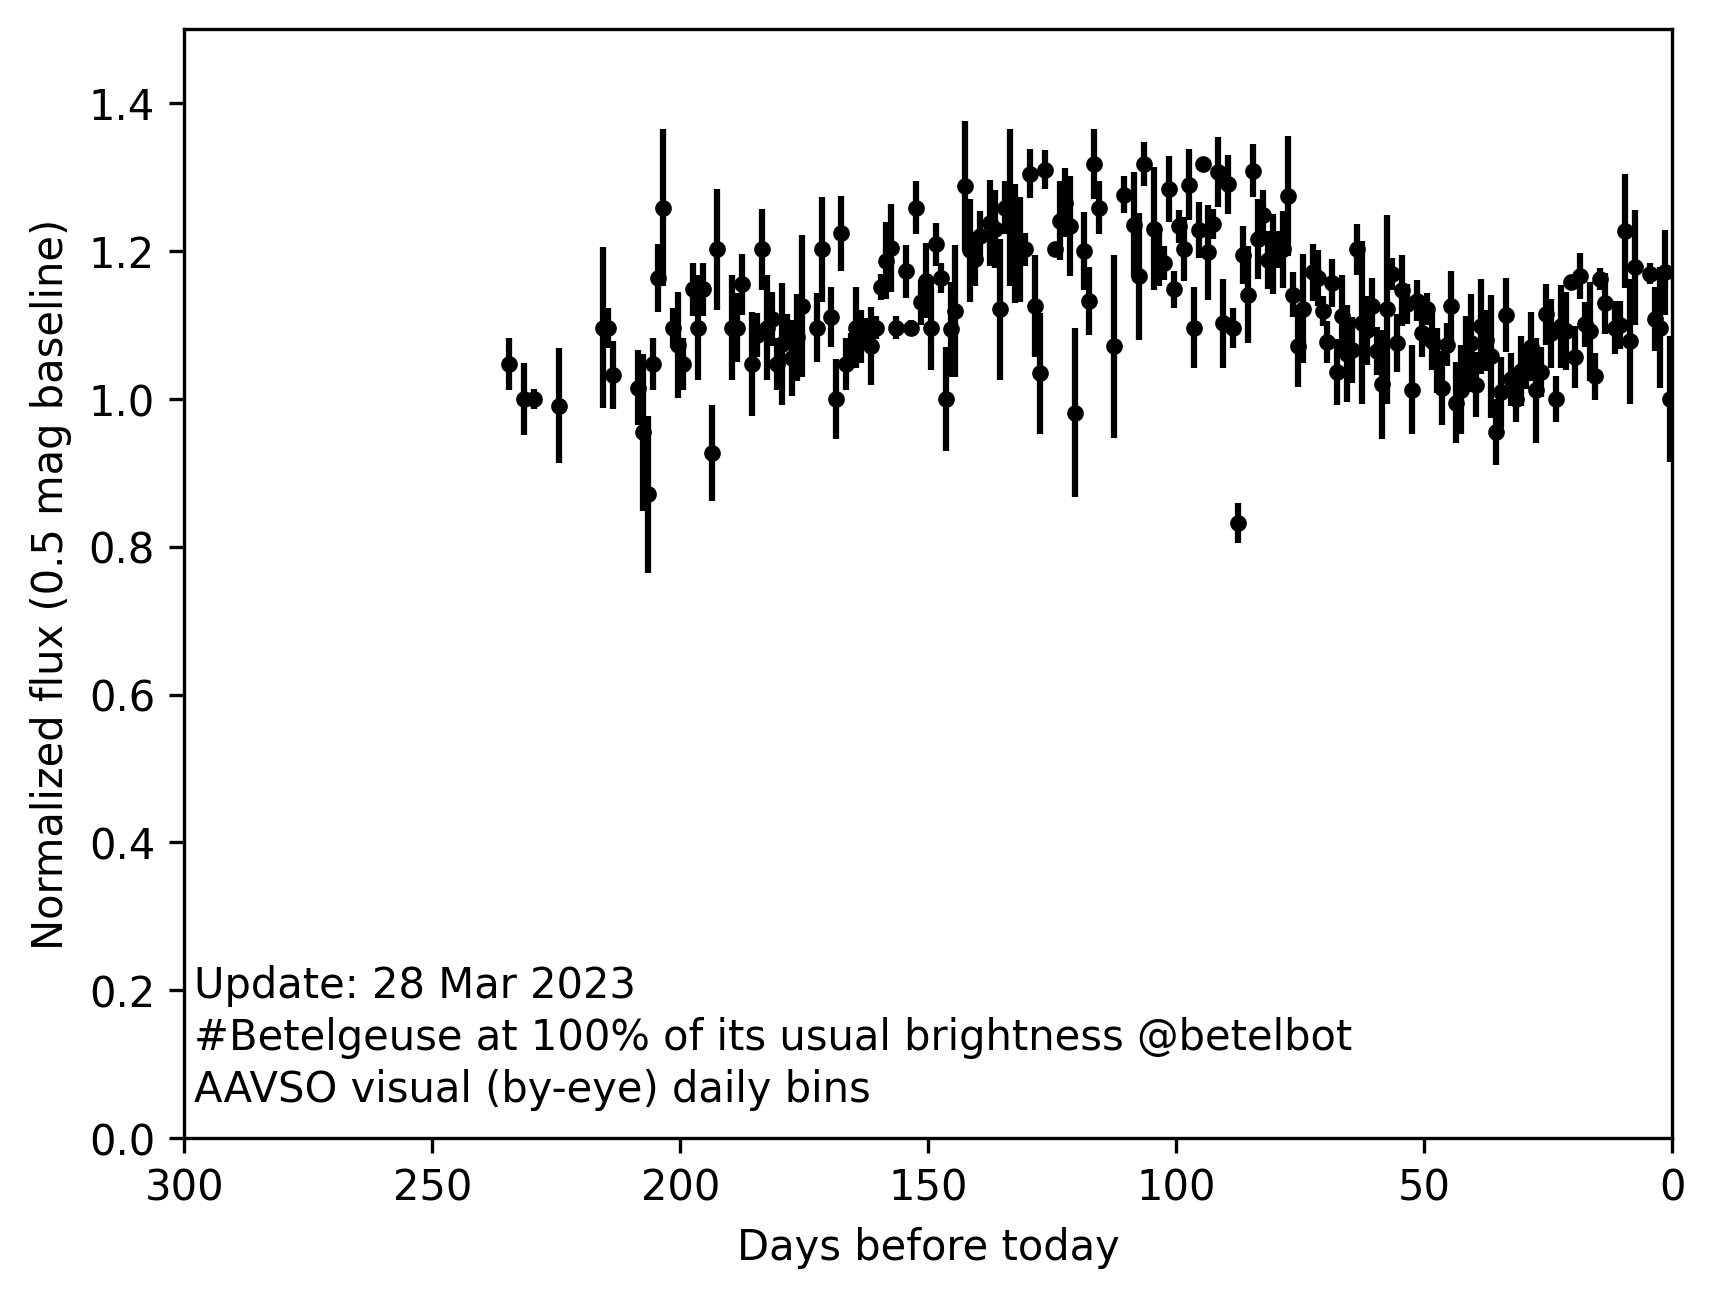 1.4
1.2
1.0
0.8
0.6
0.4
0.2
0.0
Normalized flux (0.5 mag baseline)
Update: 28 Mar 2023
#Betelgeuse at 100% of its usual brightness @betelbot
AAVSO visual (by-eye) daily bins
300 250 200 150 100 50 0
Days before today